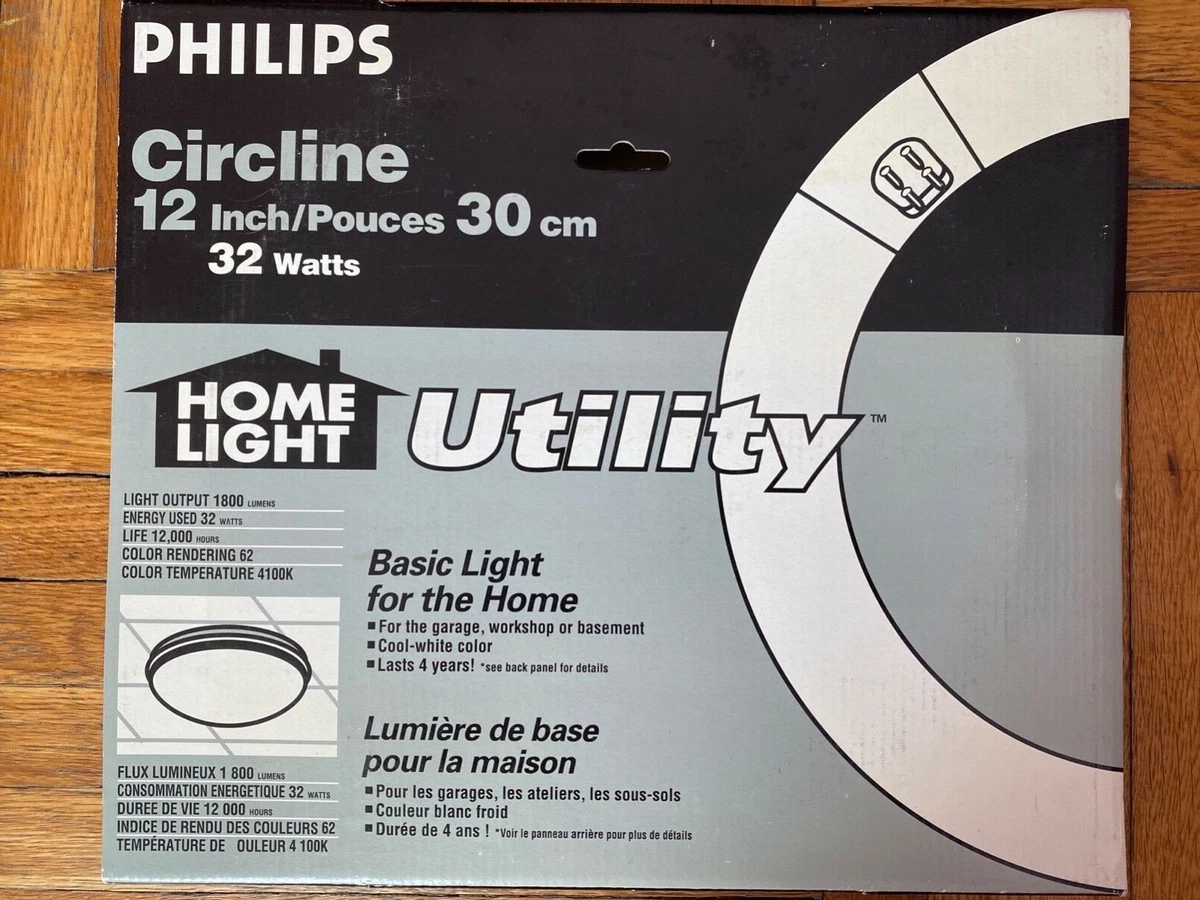 PHILIPS
Circline
12 Inch/Pouces 30 cm
32 Watts
HOME
LIGHT
Utility™
LIGHT OUTPUT 1800 LUMENS
ENERGY USED 32 WATTS
LIFE 12,000 HOURS
COLOR RENDERING 62
COLOR TEMPERATURE 4100K
Basic Light
for the Home
▪For the garage, workshop or basement
▪Cool-white color
▪Lasts 4 years! *see back panel for details
Lumière de base
pour la maison
▪Pour les garages, les ateliers, les sous-sols
▪Couleur blanc froid
▪Durée de 4 ans ! *Voir le panneau arrière pour plus de détails
FLUX LUMINEUX 1 800 LUMENS
CONSOMMATION ENERGETIQUE 32 WATTS
DUREE DE VIE 12 000 HOURS
INDICE DE RENDU DES COULEURS 62
TEMPÉRATURE DE OULEUR 4 100K